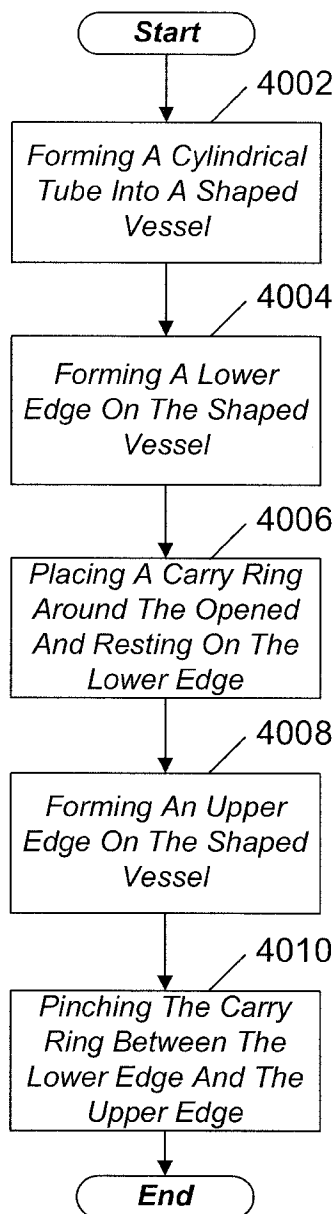 Start
4002
Forming A Cylindrical
Tube Into A Shaped
Vessel
4004
Forming A Lower
Edge On The Shaped
Vessel
4006
Placing A Carry Ring
Around The Opened
And Resting On The
Lower Edge
4008
Forming An Upper
Edge On The Shaped
Vessel
4010
Pinching The Carry
Ring Between The
Lower Edge And The
Upper Edge
End